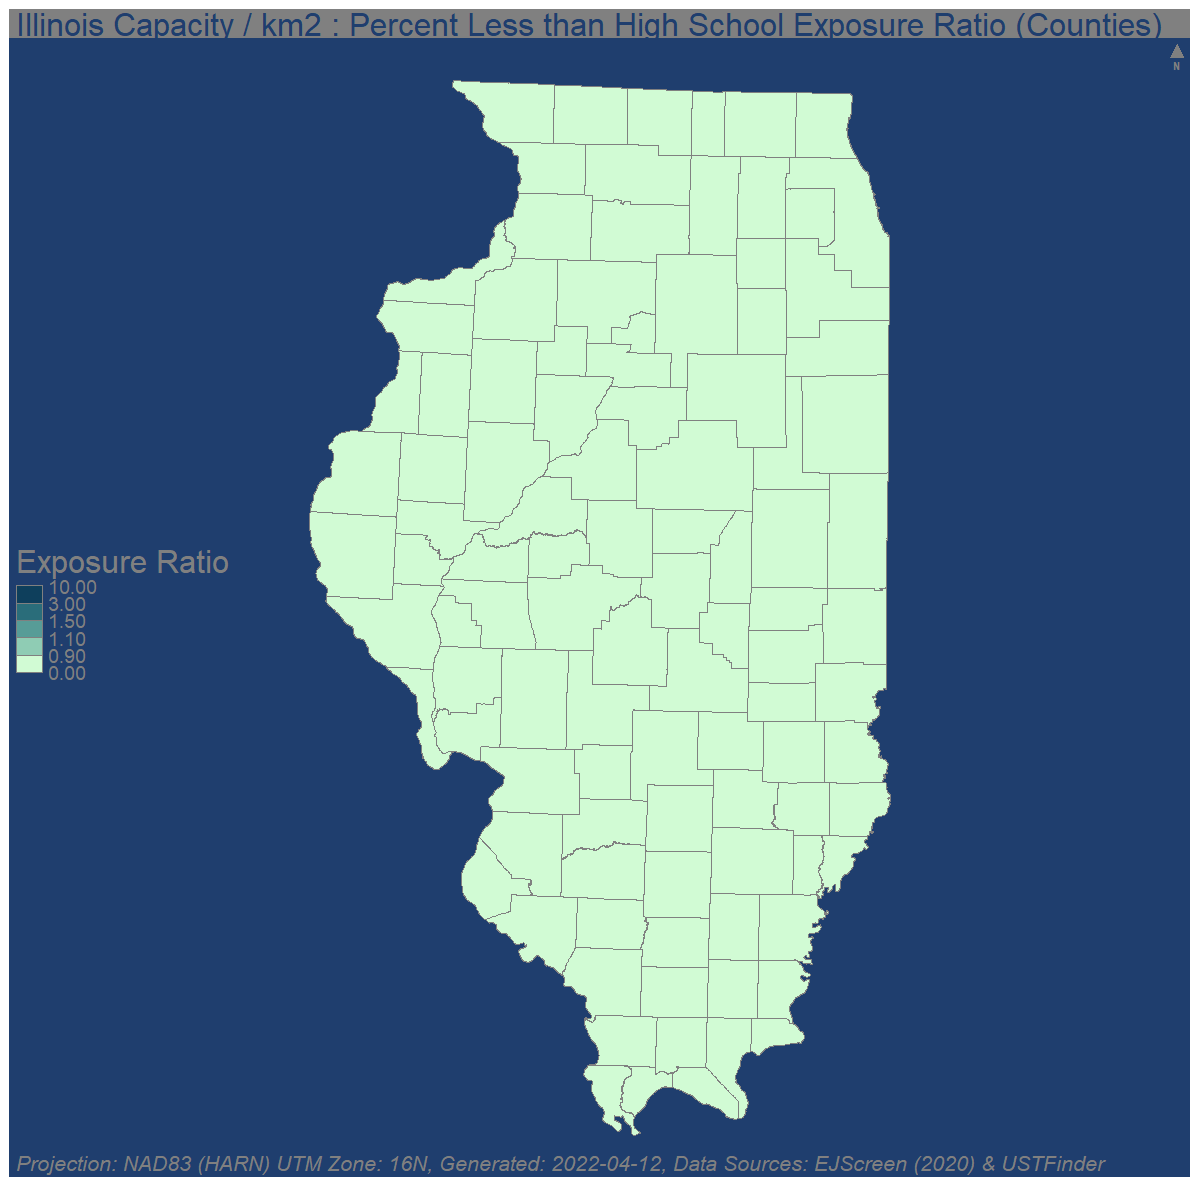 Illinois Capacity / km2 : Percent Less than High School Exposure Ratio (Counties)
N
Exposure Ratio
10.00
3.00
1.50
1.10
0.90
0.00
Projection: NAD83 (HARN) UTM Zone: 16N, Generated: 2022-04-12, Data Sources: EJScreen (2020) & USTFinder